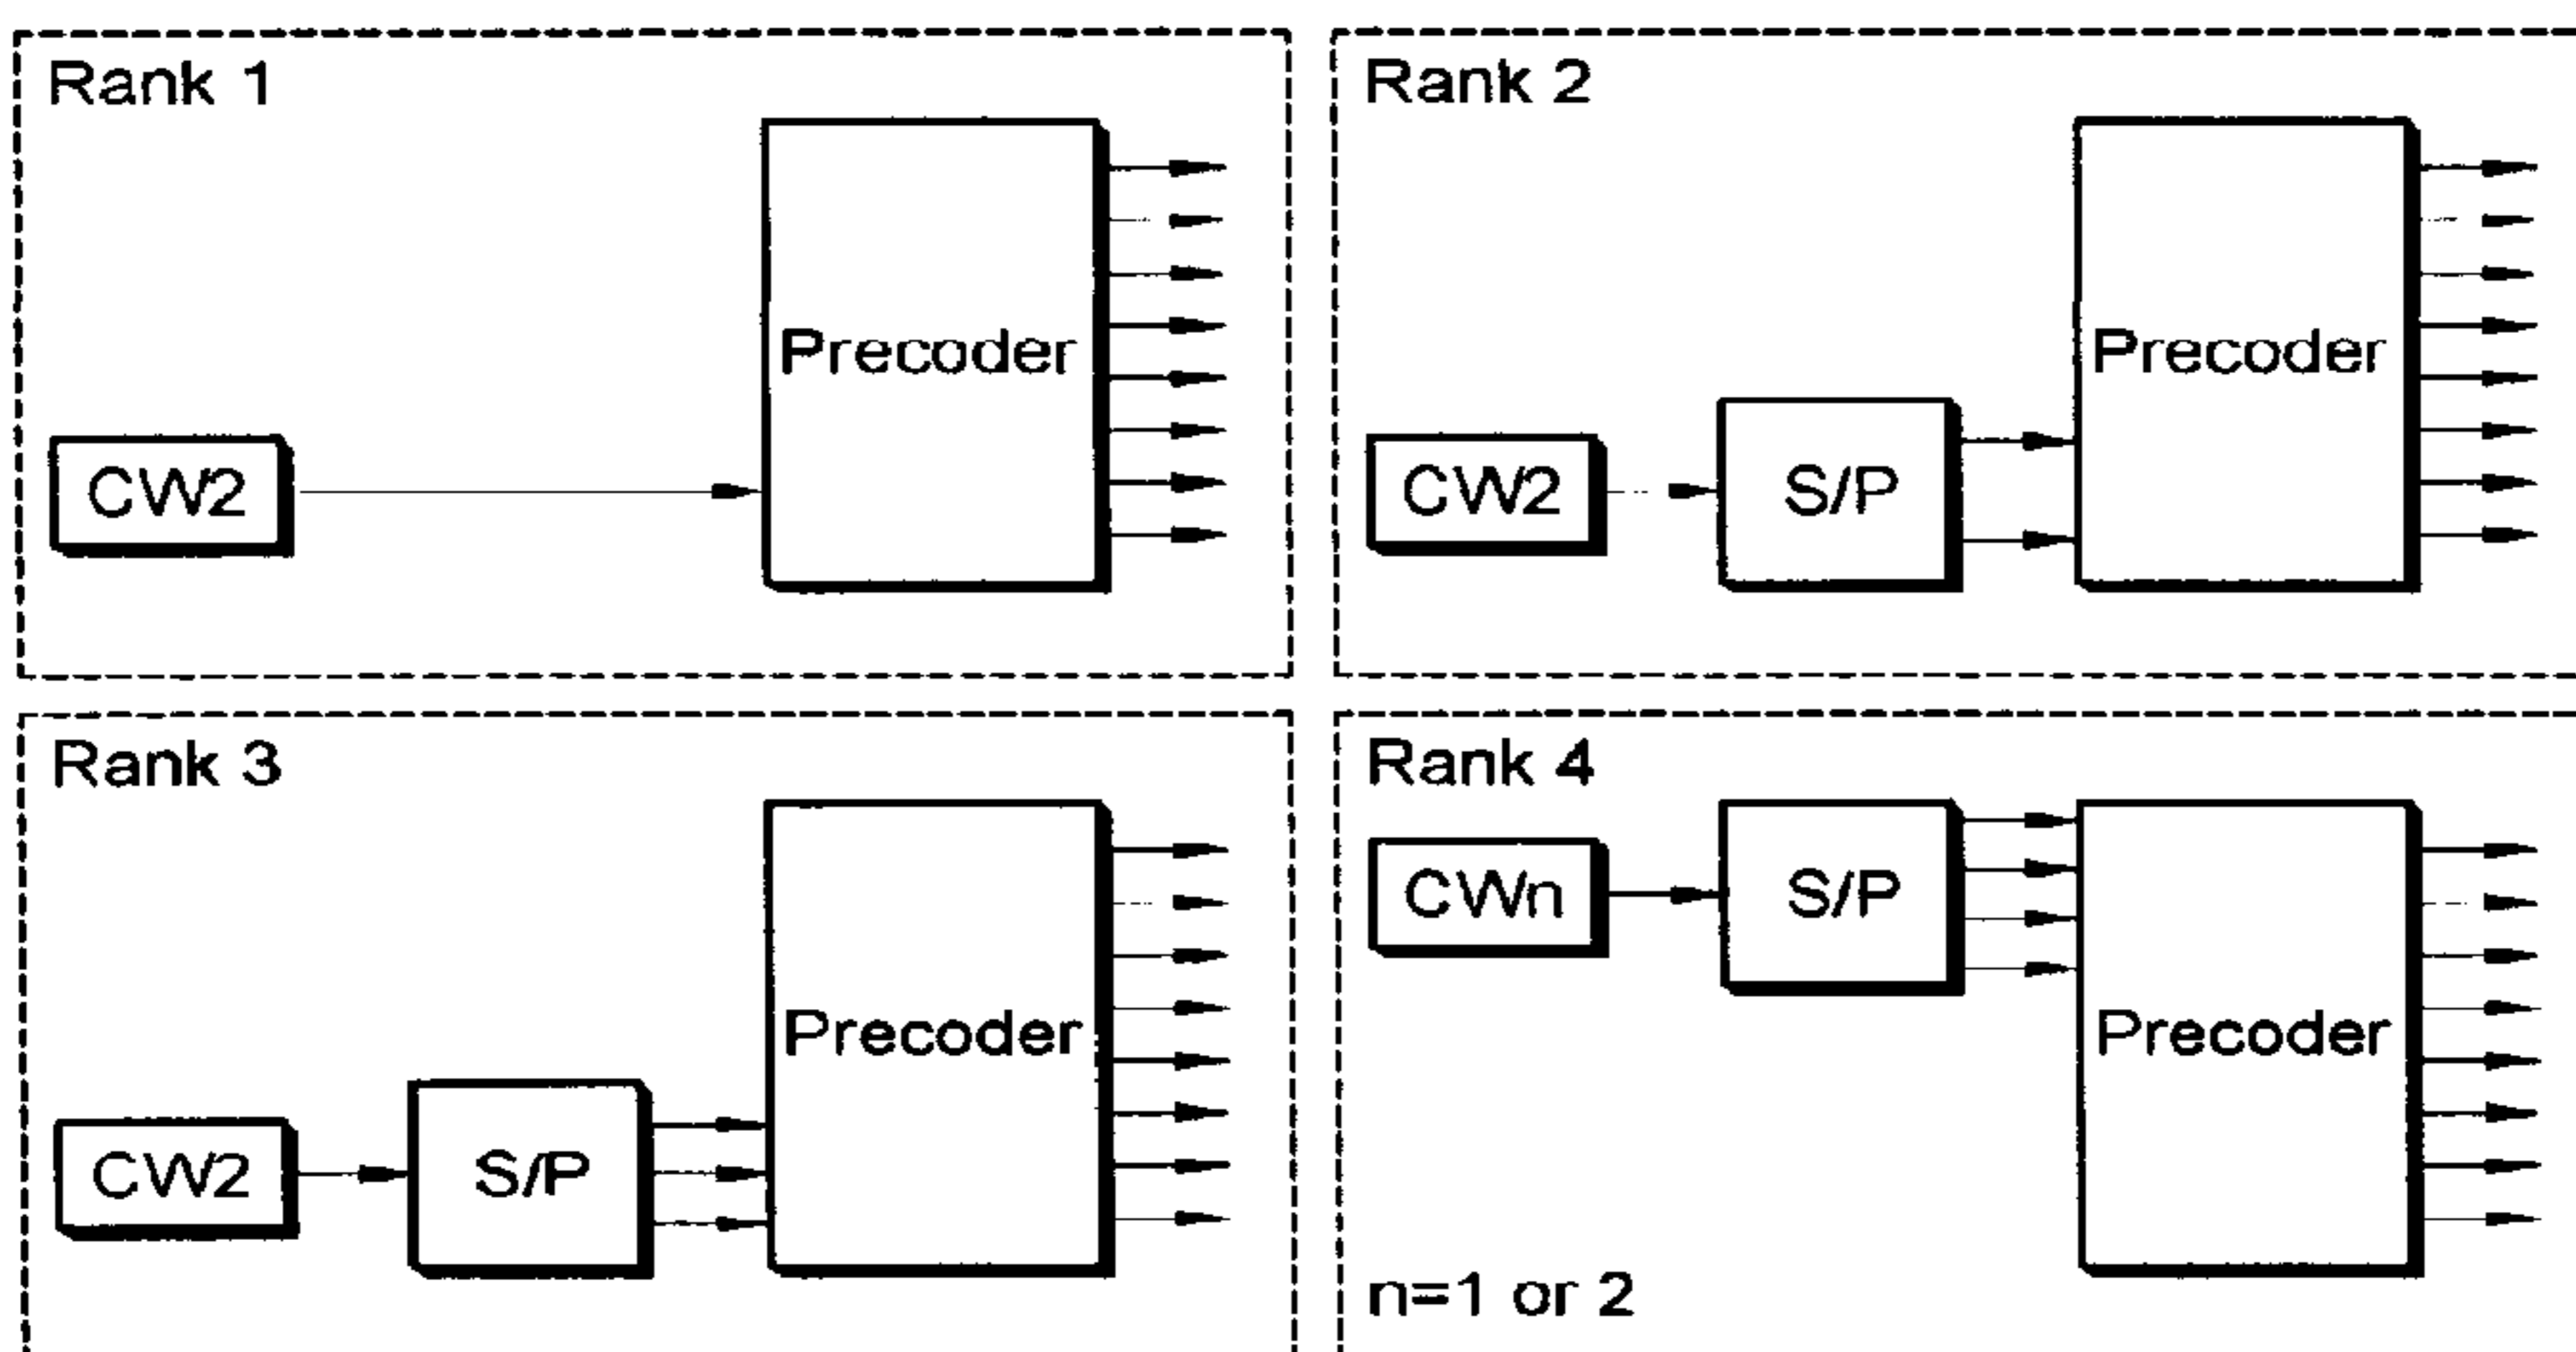 Rank 1
Precoder
CW2
Rank 2
Precoder
CW2
S/P
Rank 3
Precoder
CW2
S/P
Rank 4
CWn
S/P
Precoder
n=1 or 2